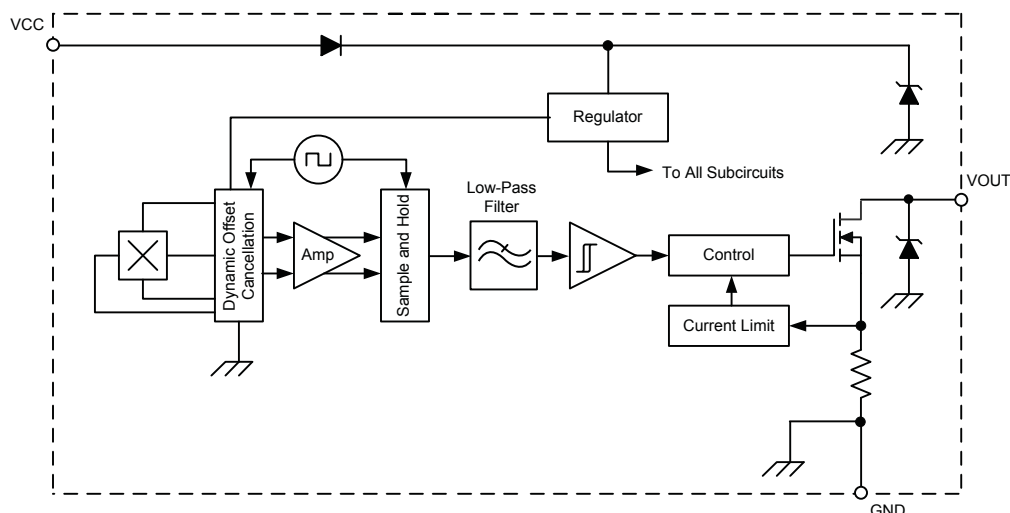 VCC
Regulator
To All Subcircuits
VOUT
Low-Pass
Filter
Dynamic Offset
Cancellation
Amp
Sample and Hold
Control
Current Limit
GND